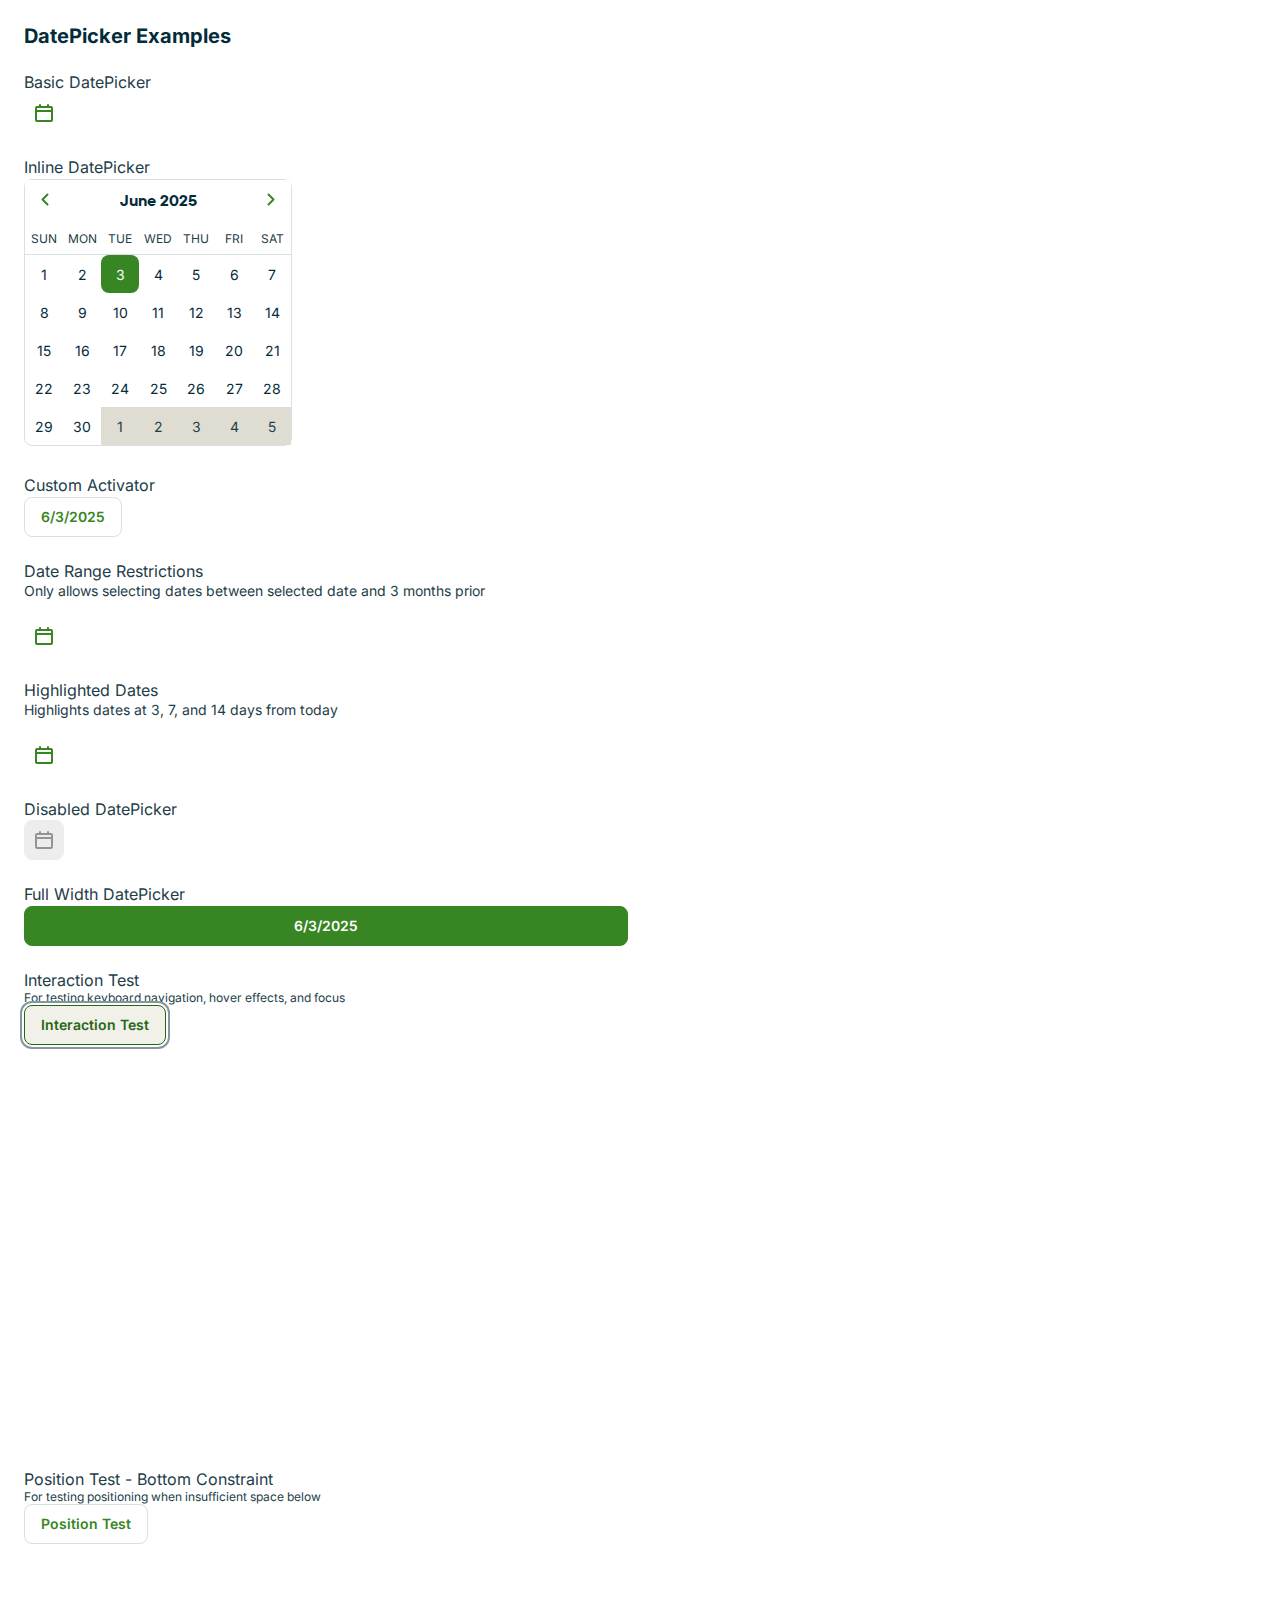 DatePicker Examples
Basic DatePicker
Inline DatePicker
June 2025
SUN MON TUE WED THU FRI SAT
1 2 3 4 5 6 7
8 9 10 11 12 13 14
15 16 17 18 19 20 21
22 23 24 25 26 27 28
29 30 1 2 3 4 5
Custom Activator
6/3/2025
Date Range Restrictions
Only allows selecting dates between selected date and 3 months prior
Highlighted Dates
Highlights dates at 3, 7, and 14 days from today
Disabled DatePicker
Full Width DatePicker
6/3/2025
Interaction Test
For testing keyboard navigation, hover effects, and focus
Interaction Test
Position Test - Bottom Constraint
For testing positioning when insufficient space below
Position Test